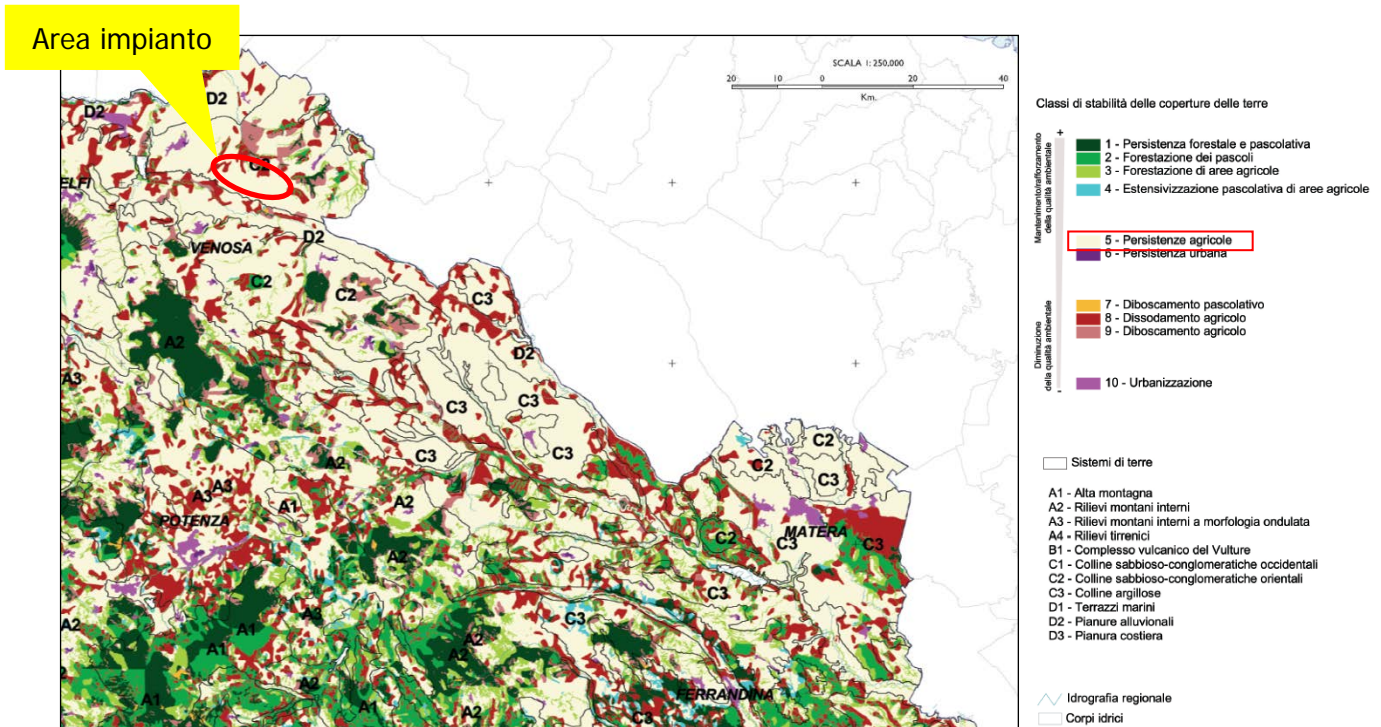 Area impianto
SCALA 1: 250,000
20 10 0 20 40
Km.
D2
D2
C2
ELFI
VENOSA
D2
C2
C2
C3
A2
D2
A3
C3
C3
C3
C2
C2
C3
C3
A2
A3
A3
A1
A2
POTENZA
MATERA
C2
C3
C3
A2
C3
A3
C3
A1
A2
A1
A2
A2
A2
2
A2
A1
A1
FERRANDINA
C3
Classi di stabilità delle coperture delle terre
+
Mantenimento/rafforzamento
della qualità ambientale
1 - Persistenza forestale e pascolativa
2 - Forestazione dei pascoli
3 - Forestazione di aree agricole
4 - Estensivizzazione pascolativa di aree agricole
5 - Persistenze agricole
6 - Persistenza urbana
Diminuzione
della qualità ambientale
7 - Diboscamento pascolativo
8 - Dissodamento agricolo
9 - Diboscamento agricolo
10 - Urbanizzazione
-
Sistemi di terre
A1 - Alta montagna
A2 - Rilievi montani interni
A3 - Rilievi montani interni a morfologia ondulata
A4 - Rilievi tirrenici
B1 - Complesso vulcanico del Vulture
C1 - Colline sabbioso-conglomeratiche occidentali
C2 - Colline sabbioso-conglomeratiche orientali
C3 - Colline argillose
D1 - Terrazzi marini
D2 - Pianure alluvionali
D3 - Pianura costiera
Idrografia regionale
Corpi idrici